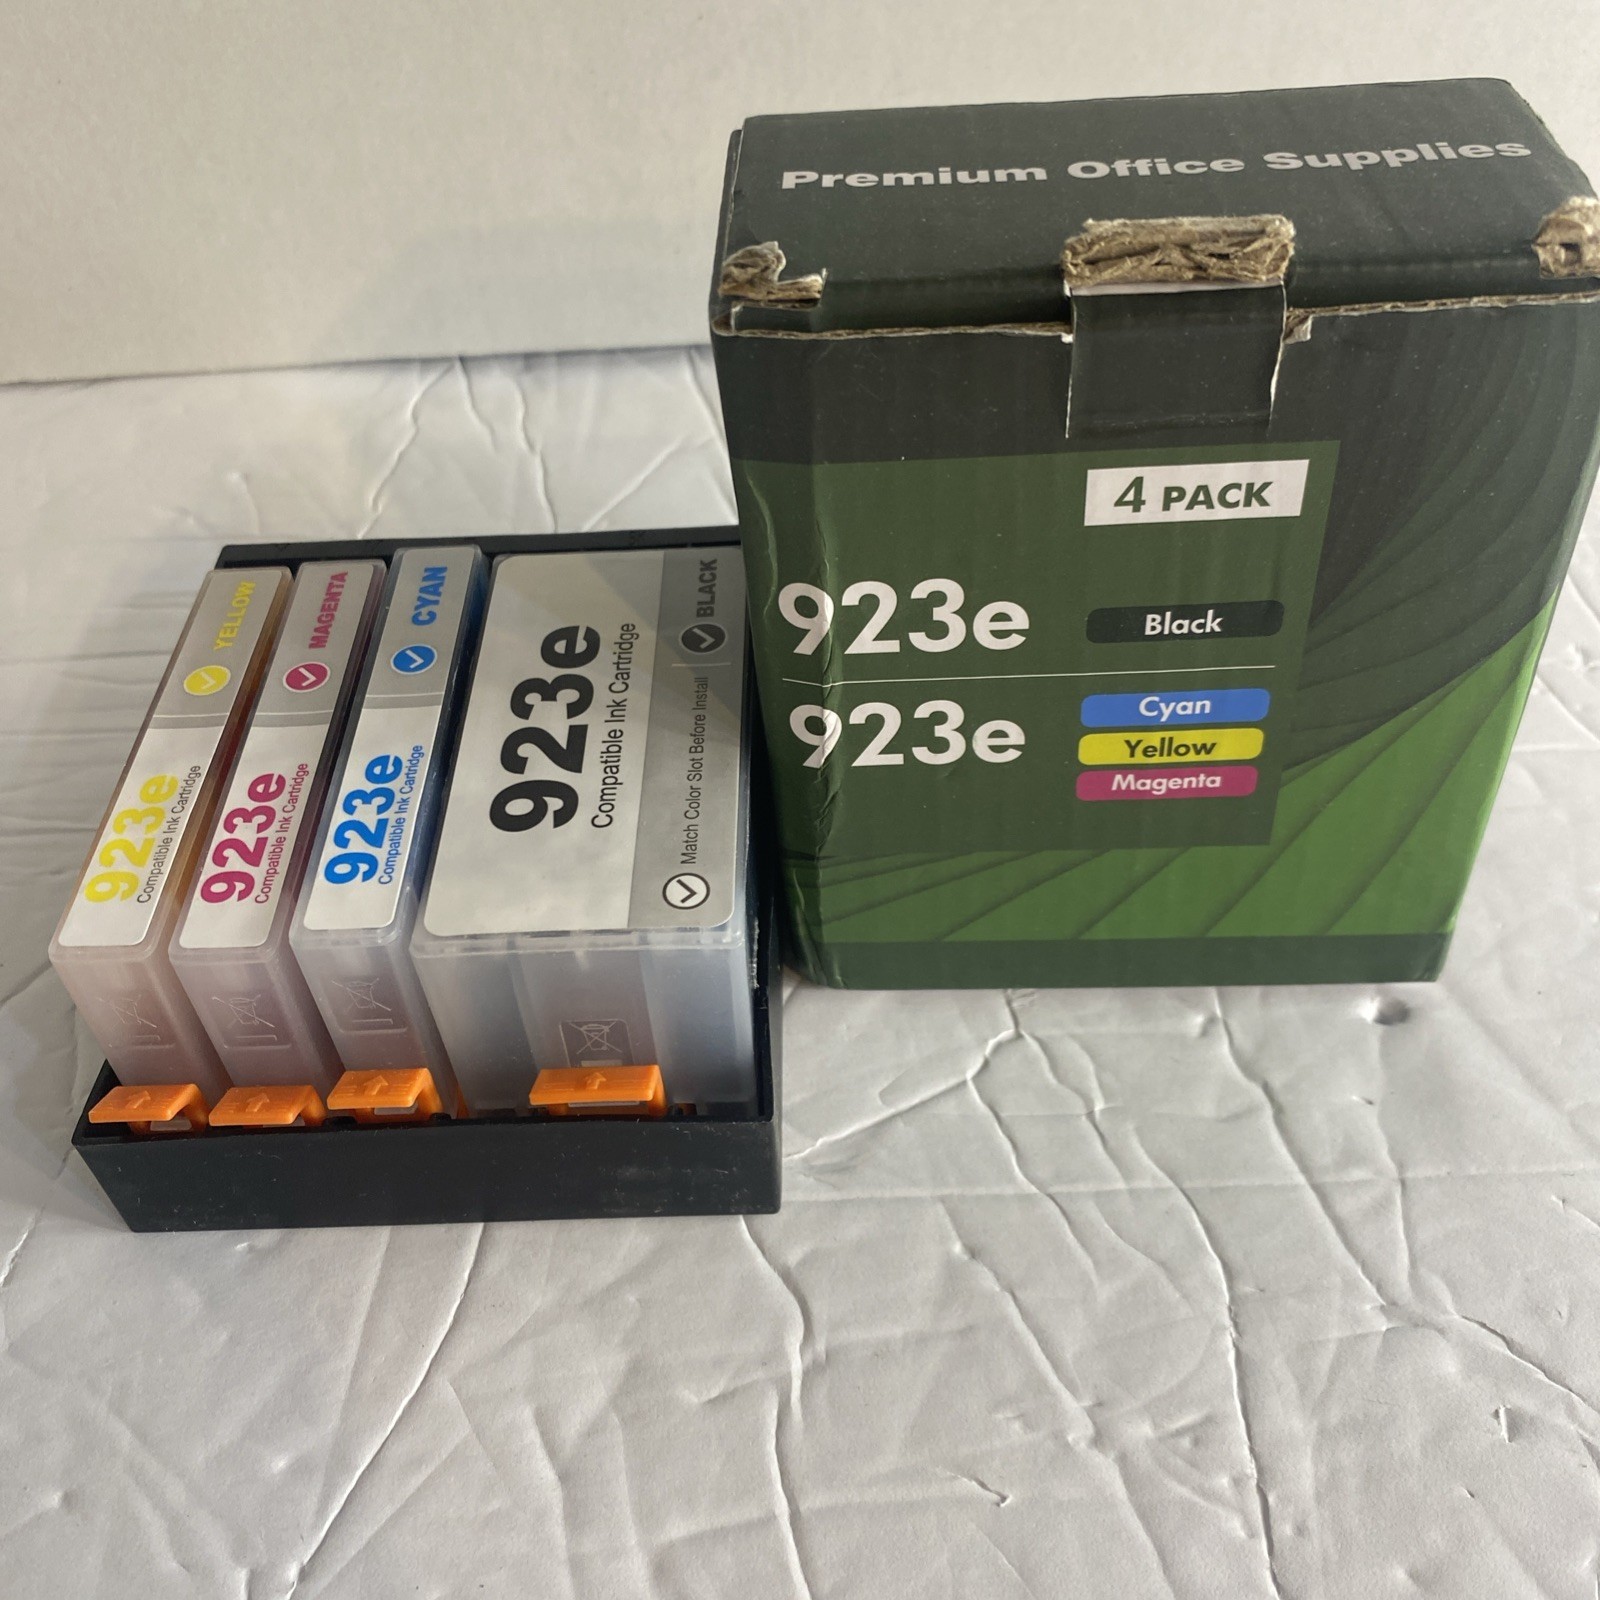 Premium Office Supplies
4 PACK
923e Black
923e Cyan
Yellow
Magenta
YELLOW
923e
Compatible Ink Cartridge
MAGENTA
923e
Compatible Ink Cartridge
CYAN
923e
Compatible Ink Cartridge
923e
Compatible Ink Cartridge
Match Color Slot Before Install
BLACK